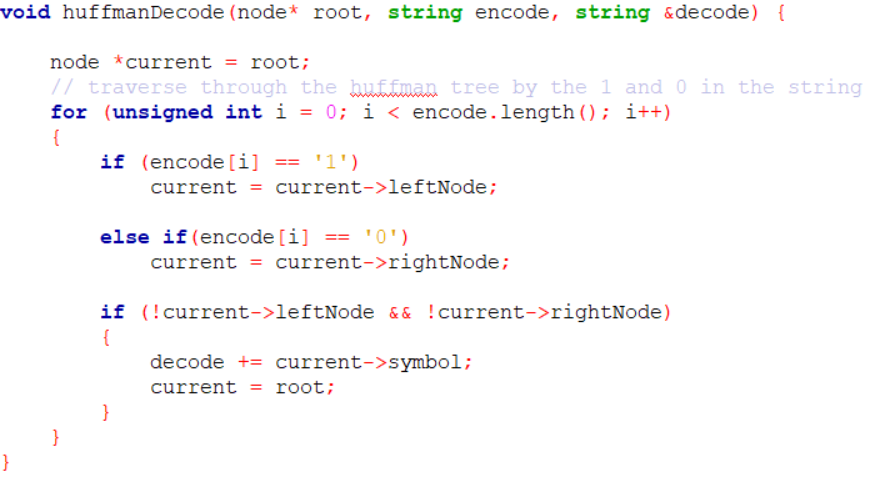 void huffmanDecode(node* root, string encode, string &decode) {
node *current = root;
// traverse through the huffman tree by the 1 and 0 in the string
for (unsigned int i = 0; i < encode.length(); i++)
{
if (encode[i] == '1')
current = current->leftNode;
else if(encode[i] == '0')
current = current->rightNode;
if (!current->leftNode && !current->rightNode)
{
decode += current->symbol;
current = root;
}
}
}